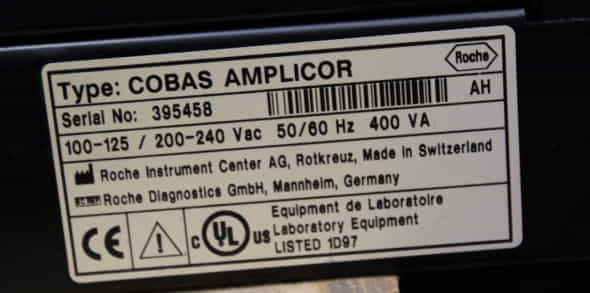 Type: COBAS AMPLICOR
Roche
Serial No: 395458
AH
100-125 / 200-240 Vac 50/60 Hz 400 VA
Roche Instrument Center AG, Rotkreuz, Made in Switzerland
Roche Diagnostics GmbH, Mannheim, Germany
CE
C UL US
Equipment de Laboratoire
Laboratory Equipment
LISTED 1D97